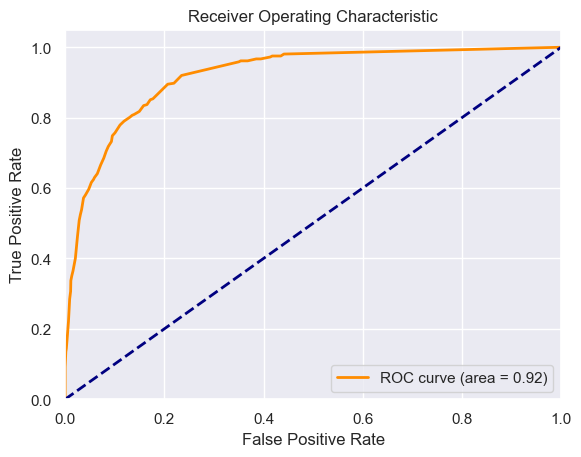 Receiver Operating Characteristic
1.0
0.8
0.6
0.4
0.2
0.0
True Positive Rate
ROC curve (area = 0.92)
0.0 0.2 0.4 0.6 0.8 1.0
False Positive Rate